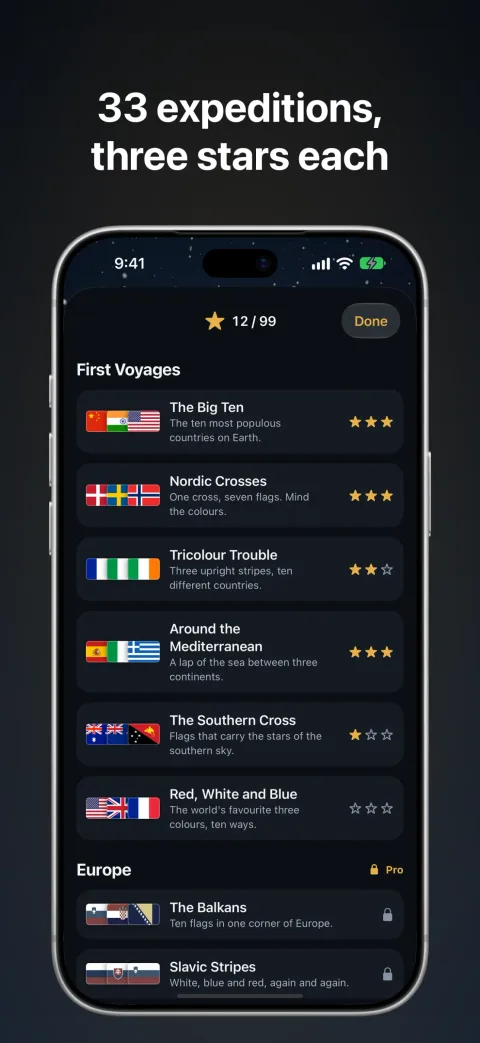 33 expeditions,
three stars each
9:41
12 / 99
Done
First Voyages
The Big Ten
The ten most populous
countries on Earth.
Nordic Crosses
One cross, seven flags. Mind
the colours.
Tricolour Trouble
Three upright stripes, ten
different countries.
Around the
Mediterranean
A lap of the sea between three
continents.
The Southern Cross
Flags that carry the stars of the
southern sky.
Red, White and Blue
The world's favourite three
colours, ten ways.
Europe
Pro
The Balkans
Ten flags in one corner of Europe.
Slavic Stripes
White, blue and red, again and again.